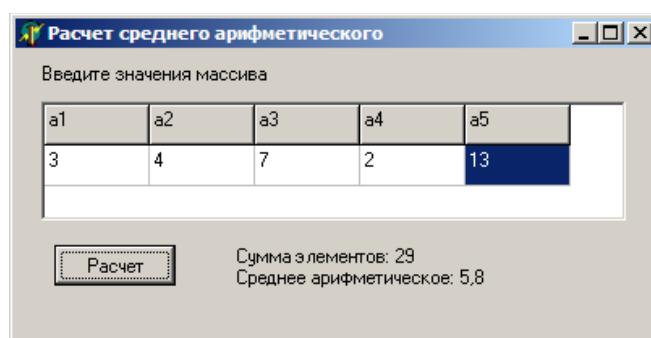 Расчет среднего арифметического
Введите значения массива
a1 a2 a3 a4 a5
3 4 7 2 13
Расчет
Сумма элементов: 29
Среднее арифметическое: 5,8